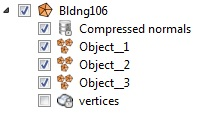 Bldng106
Compressed normals
Object__1
Object__2
Object__3
vertices